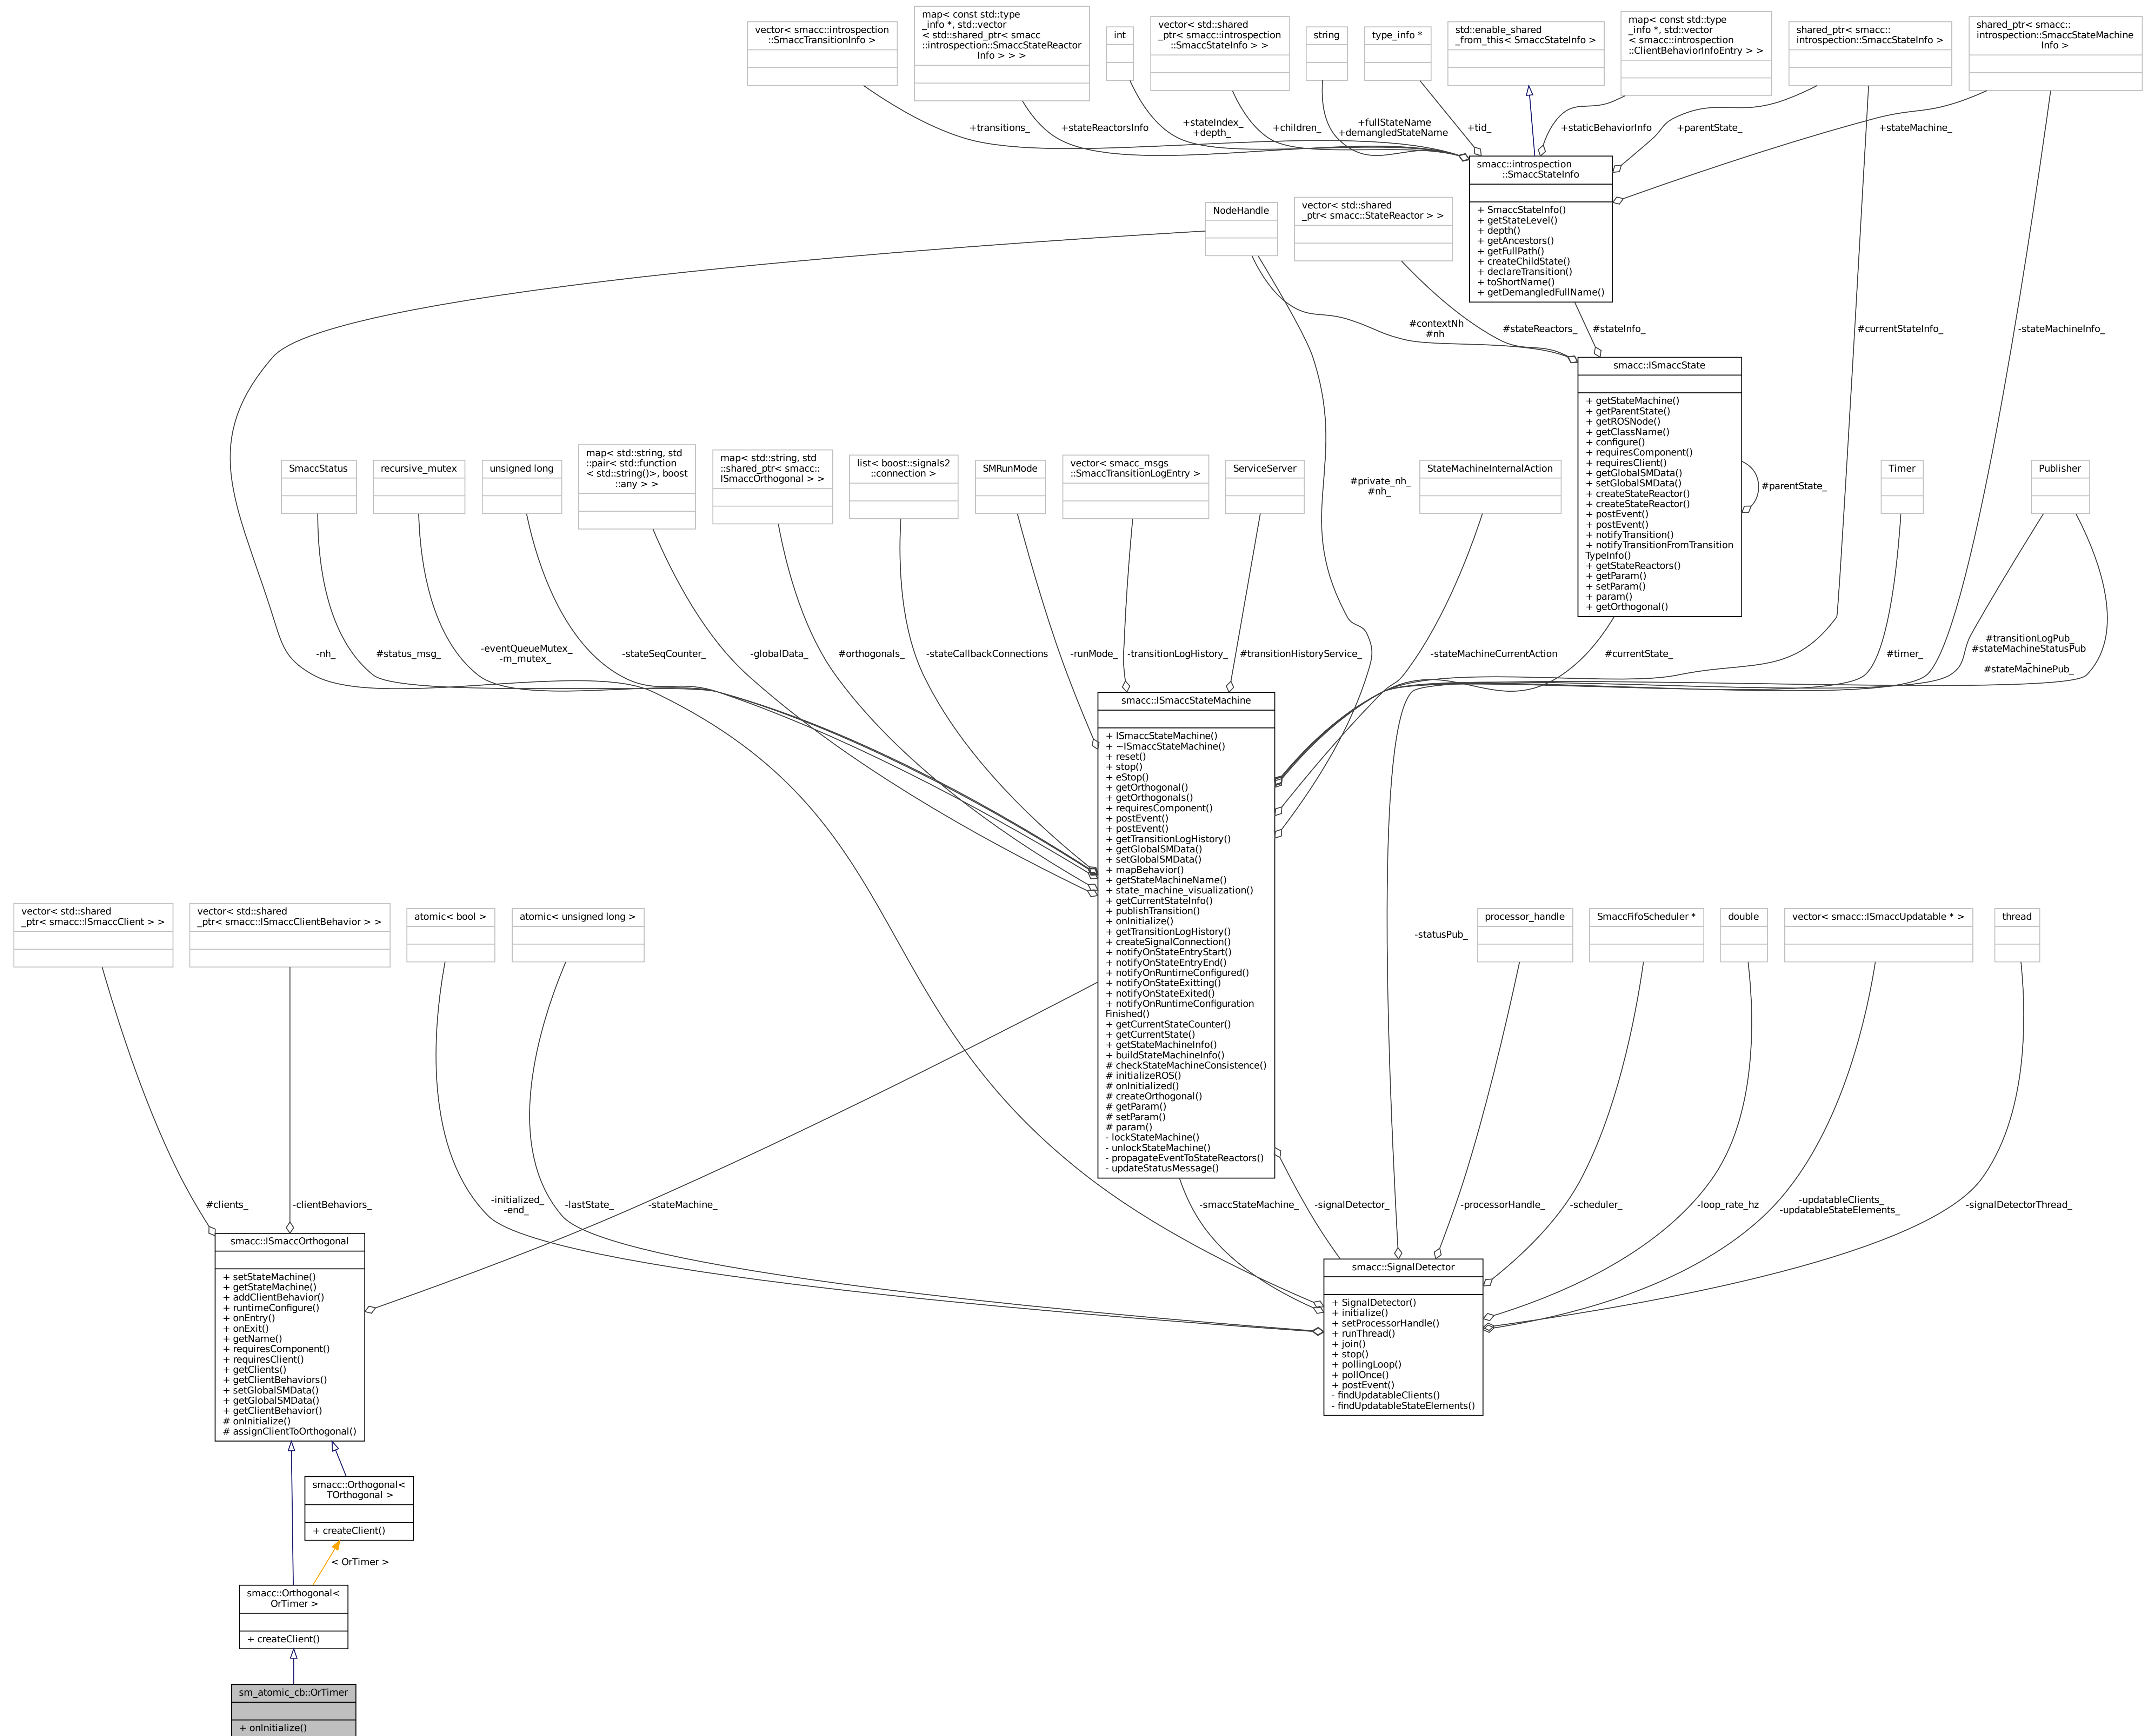 vector< smacc::introspection
::SmaccTransitionInfo >
map< const std::type
_info *, std::vector
< std::shared_ptr< smacc
::introspection::SmaccStateReactor
Info > > >
int
vector< std::shared
_ptr< smacc::introspection
::SmaccStateInfo > >
string
type_info *
std::enable_shared
_from_this< SmaccStateInfo >
map< const std::type
_info *, std::vector
< smacc::introspection
::ClientBehaviorInfoEntry > >
shared_ptr< smacc::
introspection::SmaccStateInfo >
shared_ptr< smacc::
introspection::SmaccStateMachine
Info >
+transitions_
+stateReactorsInfo
+stateIndex_
+depth_
+children_
+fullStateName
+demangledStateName
+tid_
+staticBehaviorInfo
+parentState_
+stateMachine_
smacc::introspection
::SmaccStateInfo
+ SmaccStateInfo()
+ getStateLevel()
+ depth()
+ getAncestors()
+ getFullPath()
+ createChildState()
+ declareTransition()
+ toShortName()
+ getDemangledFullName()
NodeHandle
vector< std::shared
_ptr< smacc::StateReactor > >
#contextNh
#nh
#stateReactors_
#stateInfo_
#currentStateInfo_
-stateMachineInfo_
smacc::ISmaccState
+ getStateMachine()
+ getParentState()
+ getROSNode()
+ getClassName()
+ configure()
+ requiresComponent()
+ requiresClient()
+ getGlobalSMData()
+ setGlobalSMData()
+ createStateReactor()
+ createStateReactor()
+ postEvent()
+ postEvent()
+ notifyTransition()
+ notifyTransitionFromTransition
TypeInfo()
+ getStateReactors()
+ getParam()
+ setParam()
+ param()
+ getOrthogonal()
#parentState_
SmaccStatus
recursive_mutex
unsigned long
map< std::string, std
::pair< std::function
< std::string()>, boost
::any > >
map< std::string, std
::shared_ptr< smacc::
ISmaccOrthogonal > >
list< boost::signals2
::connection >
SMRunMode
vector< smacc_msgs
::SmaccTransitionLogEntry >
ServiceServer
#private_nh_
#nh_
StateMachineInternalAction
Timer
Publisher
-nh_
#status_msg_
-eventQueueMutex_
-m_mutex_
-stateSeqCounter_
-globalData_
#orthogonals_
-stateCallbackConnections
-runMode_
-transitionLogHistory_
#transitionHistoryService_
-stateMachineCurrentAction
#currentState_
#timer_
#transitionLogPub_
#stateMachineStatusPub
_
#stateMachinePub_
smacc::ISmaccStateMachine
+ ISmaccStateMachine()
+ ~ISmaccStateMachine()
+ reset()
+ stop()
+ eStop()
+ getOrthogonal()
+ getOrthogonals()
+ requiresComponent()
+ postEvent()
+ postEvent()
+ getTransitionLogHistory()
+ getGlobalSMData()
+ setGlobalSMData()
+ mapBehavior()
+ getStateMachineName()
+ state_machine_visualization()
+ getCurrentStateInfo()
+ publishTransition()
+ onInitialize()
+ getTransitionLogHistory()
+ createSignalConnection()
+ notifyOnStateEntryStart()
+ notifyOnStateEntryEnd()
+ notifyOnRuntimeConfigured()
+ notifyOnStateExitting()
+ notifyOnStateExited()
+ notifyOnRuntimeConfiguration
Finished()
+ getCurrentStateCounter()
+ getCurrentState()
+ getStateMachineInfo()
+ buildStateMachineInfo()
# checkStateMachineConsistence()
# initializeROS()
# onInitialized()
# createOrthogonal()
# getParam()
# setParam()
# param()
- lockStateMachine()
- unlockStateMachine()
- propagateEventToStateReactors()
- updateStatusMessage()
vector< std::shared
_ptr< smacc::ISmaccClient > >
vector< std::shared
_ptr< smacc::ISmaccClientBehavior > >
atomic< bool >
atomic< unsigned long >
-statusPub_
processor_handle
SmaccFifoScheduler *
double
vector< smacc::ISmaccUpdatable * >
thread
#clients_
-clientBehaviors_
-initialized_
-end_
-lastState_
-stateMachine_
-smaccStateMachine_
-signalDetector_
-processorHandle_
-scheduler_
-loop_rate_hz
-updatableClients_
-updatableStateElements_
-signalDetectorThread_
smacc::ISmaccOrthogonal
+ setStateMachine()
+ getStateMachine()
+ addClientBehavior()
+ runtimeConfigure()
+ onEntry()
+ onExit()
+ getName()
+ requiresComponent()
+ requiresClient()
+ getClients()
+ getClientBehaviors()
+ setGlobalSMData()
+ getGlobalSMData()
+ getClientBehavior()
# onInitialize()
# assignClientToOrthogonal()
smacc::SignalDetector
+ SignalDetector()
+ initialize()
+ setProcessorHandle()
+ runThread()
+ join()
+ stop()
+ pollingLoop()
+ pollOnce()
+ postEvent()
- findUpdatableClients()
- findUpdatableStateElements()
smacc::Orthogonal<
TOrthogonal >
+ createClient()
< OrTimer >
smacc::Orthogonal<
OrTimer >
+ createClient()
sm_atomic_cb::OrTimer
+ onInitialize()